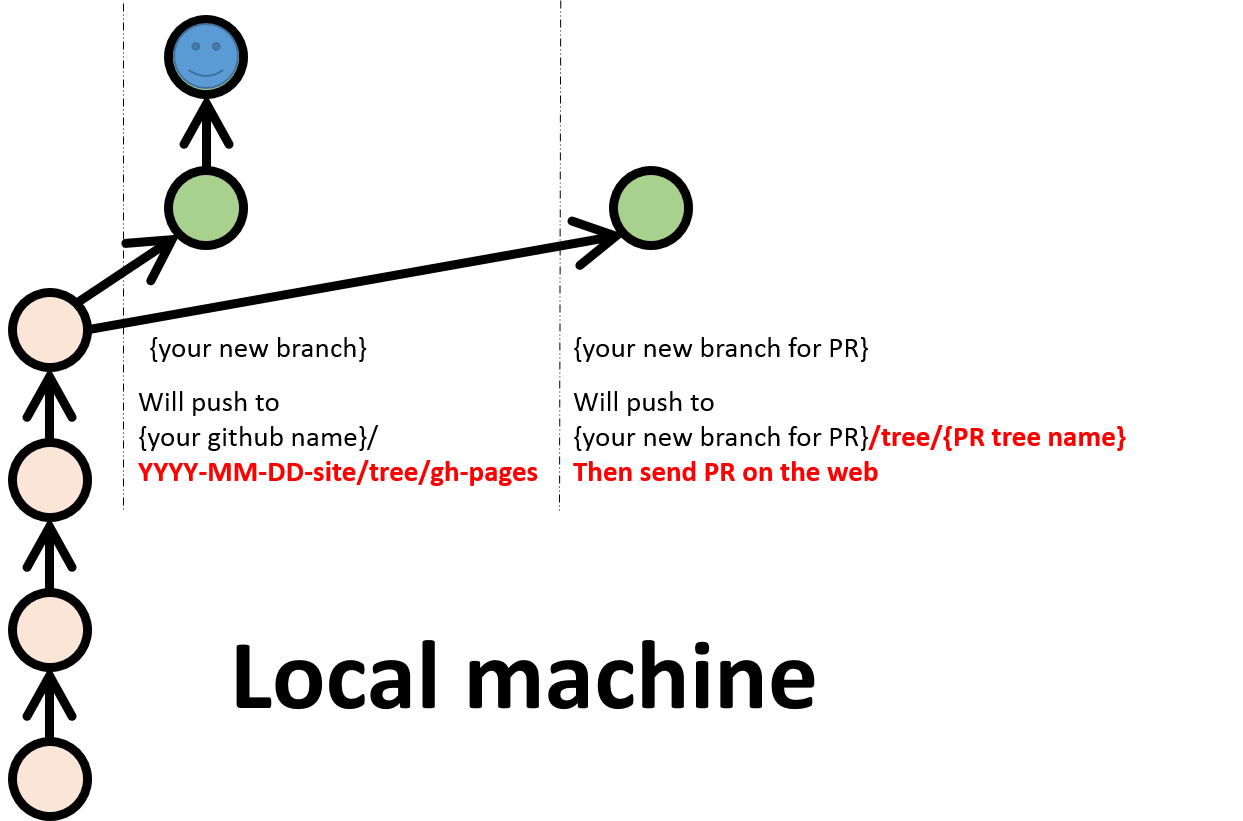 {your new branch}
Will push to
{your github name}/
YYYY-MM-DD-site/tree/gh-pages
{your new branch for PR}
Will push to
{your new branch for PR}/tree/{PR tree name}
Then send PR on the web
Local machine